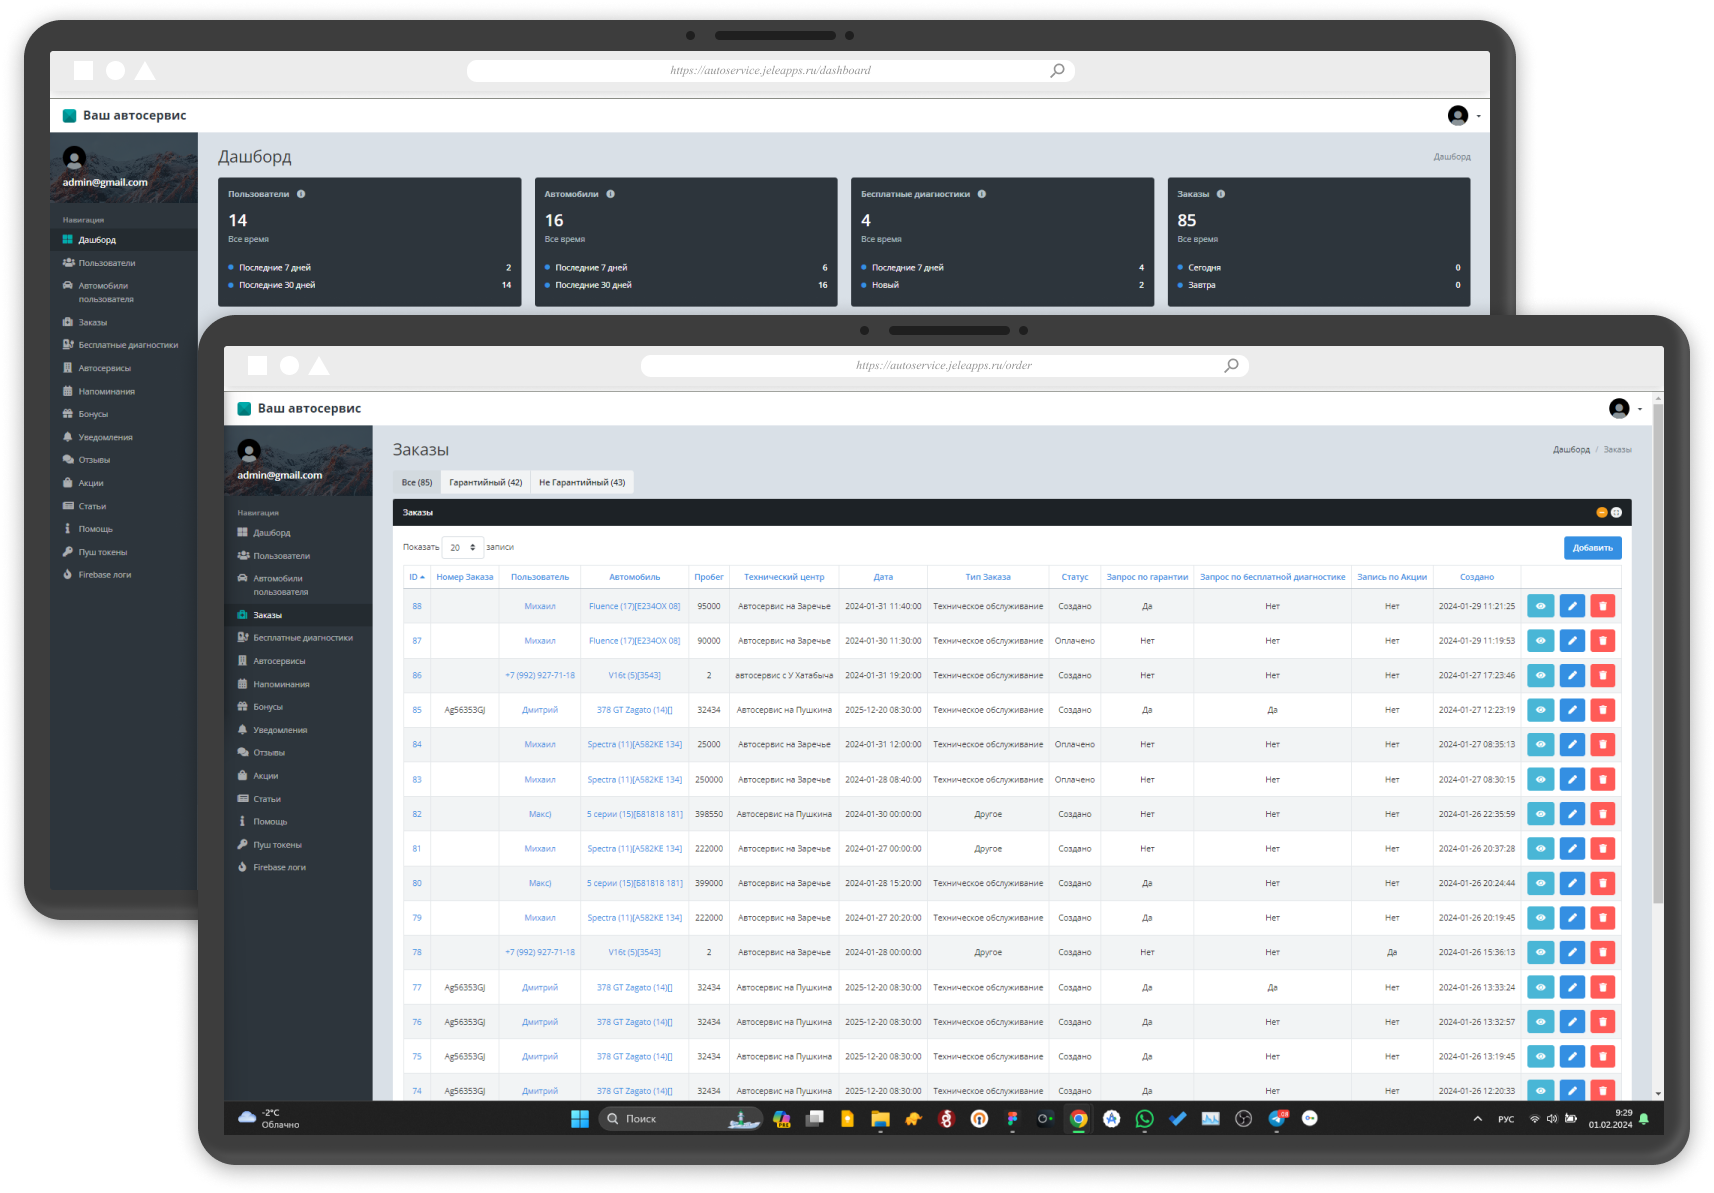 https://autoservice.jeleapps.ru/dashboard
Ваш автосервис
admin@gmail.com
Навигация
Дашборд
Пользователи
Автомобили
пользователя
Заказы
Бесплатные диагностики
Автосервисы
Напоминания
Бонусы
Уведомления
Отзывы
Акции
Статьи
Помощь
Пуш токены
Firebase логи
Дашборд
Дашборд
Пользователи
14
Все время
Последние 7 дней 2
Последние 30 дней 14
Автомобили
16
Все время
Последние 7 дней 6
Последние 30 дней 16
Бесплатные диагностики
4
Все время
Последние 7 дней 4
Новый 2
Заказы
85
Все время
Сегодня 0
Завтра 0
https://autoservice.jeleapps.ru/order
Ваш автосервис
admin@gmail.com
Навигация
Дашборд
Пользователи
Автомобили
пользователя
Заказы
Бесплатные диагностики
Автосервисы
Напоминания
Бонусы
Уведомления
Отзывы
Акции
Статьи
Помощь
Пуш токены
Firebase логи
Заказы
Дашборд / Заказы
Все (85) Гарантийный (42) Не Гарантийный (43)
Заказы
Показать 20 записи
Добавить
ID Номер Заказа Пользователь Автомобиль Пробег Технический центр Дата Тип Заказа Статус Запрос по гарантии Запрос по бесплатной диагностике Запись по Акции Создано
88 Михаил Fluence (17)[E234OX 08] 95000 Автосервис на Заречье 2024-01-31 11:40:00 Техническое обслуживание Создано Да Нет Нет 2024-01-29 11:21:25
87 Михаил Fluence (17)[E234OX 08] 90000 Автосервис на Заречье 2024-01-30 11:30:00 Техническое обслуживание Оплачено Нет Нет Нет 2024-01-29 11:19:53
86 +7 (992) 927-71-18 V16t (5)[3543] 2 автосервис с У Хатабыча 2024-01-31 19:20:00 Техническое обслуживание Создано Нет Нет Нет 2024-01-27 17:23:46
85 Ag56353GJ Дмитрий 378 GT Zagato (14)[] 32434 Автосервис на Пушкина 2025-12-20 08:30:00 Техническое обслуживание Создано Да Да Нет 2024-01-27 12:23:19
84 Михаил Spectra (11)[A582KE 134] 25000 Автосервис на Заречье 2024-01-31 12:00:00 Техническое обслуживание Оплачено Нет Нет Нет 2024-01-27 08:35:13
83 Михаил Spectra (11)[A582KE 134] 250000 Автосервис на Заречье 2024-01-28 08:40:00 Техническое обслуживание Оплачено Нет Нет Нет 2024-01-27 08:30:15
82 Макс) 5 серии (15)[Б81818 181] 398550 Автосервис на Пушкина 2024-01-30 00:00:00 Другое Создано Нет Нет Нет 2024-01-26 22:35:59
81 Михаил Spectra (11)[A582KE 134] 222000 Автосервис на Заречье 2024-01-27 00:00:00 Другое Создано Нет Нет Нет 2024-01-26 20:37:28
80 Макс) 5 серии (15)[Б81818 181] 399000 Автосервис на Заречье 2024-01-28 15:20:00 Техническое обслуживание Создано Да Нет Нет 2024-01-26 20:24:44
79 Михаил Spectra (11)[A582KE 134] 222000 Автосервис на Заречье 2024-01-27 20:20:00 Техническое обслуживание Создано Да Нет Нет 2024-01-26 20:19:45
78 +7 (992) 927-71-18 V16t (5)[3543] 2 Автосервис на Заречье 2024-01-28 00:00:00 Другое Создано Нет Нет Да 2024-01-26 15:36:13
77 Ag56353GJ Дмитрий 378 GT Zagato (14)[] 32434 Автосервис на Пушкина 2025-12-20 08:30:00 Техническое обслуживание Создано Да Да Нет 2024-01-26 13:33:24
76 Ag56353GJ Дмитрий 378 GT Zagato (14)[] 32434 Автосервис на Пушкина 2025-12-20 08:30:00 Техническое обслуживание Создано Да Нет Нет 2024-01-26 13:32:57
75 Ag56353GJ Дмитрий 378 GT Zagato (14)[] 32434 Автосервис на Пушкина 2025-12-20 08:30:00 Техническое обслуживание Создано Да Нет Нет 2024-01-26 13:19:45
74 Ag56353GJ Дмитрий 378 GT Zagato (14)[] 32434 Автосервис на Пушкина 2025-12-20 08:30:00 Техническое обслуживание Создано Да Нет Нет 2024-01-26 12:20:33
-2°C
Облачно
Поиск
РУС
9:29
01.02.2024